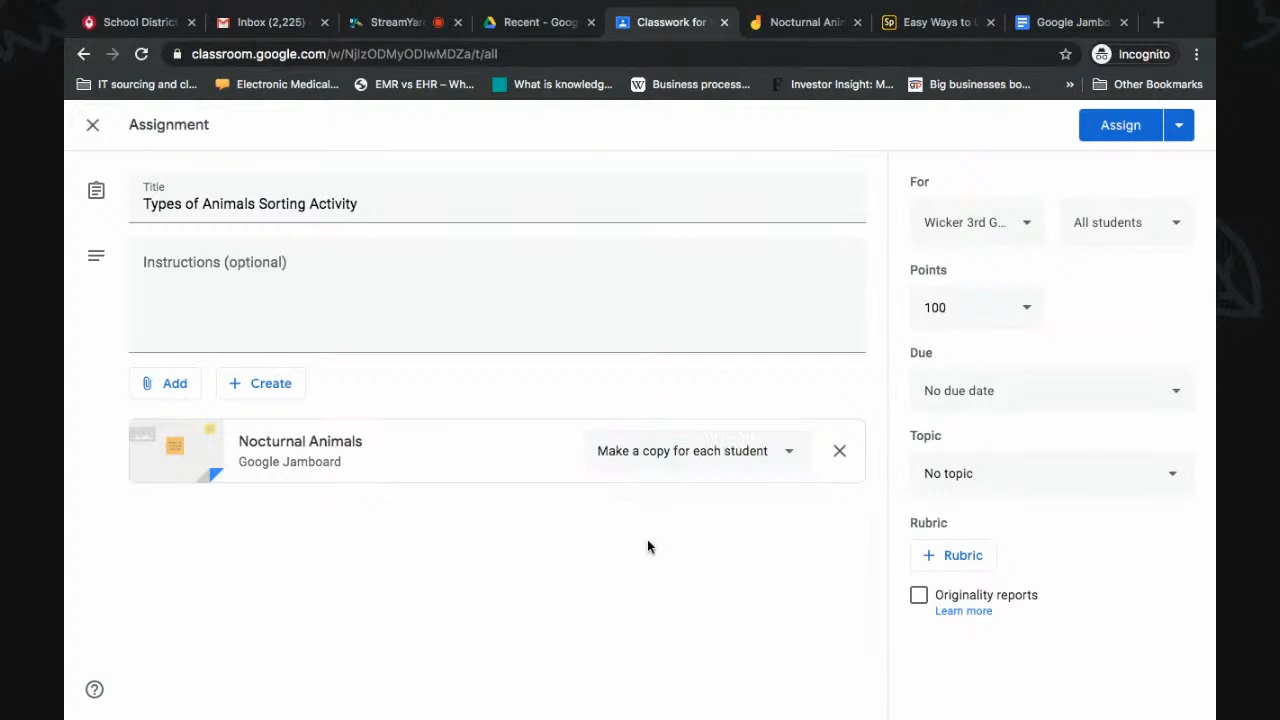 School District
Inbox (2,225)
StreamYar
Recent - Goog
Classwork for
Nocturnal Ani
Easy Ways to U
Google Jambo
classroom.google.com/w/NjIzODMyODIwMDZa/t/all
Incognito
IT sourcing and cl...
Electronic Medical...
EMR vs EHR – Wh...
What is knowledg...
Business process...
Investor Insight: M...
Big businesses bo...
»
Other Bookmarks
Assignment
Assign
Title
Types of Animals Sorting Activity
Instructions (optional)
Add
+ Create
Nocturnal Animals
Google Jamboard
Make a copy for each student
For
Wicker 3rd G...
All students
Points
100
Due
No due date
Topic
No topic
Rubric
+ Rubric
Originality reports
Learn more